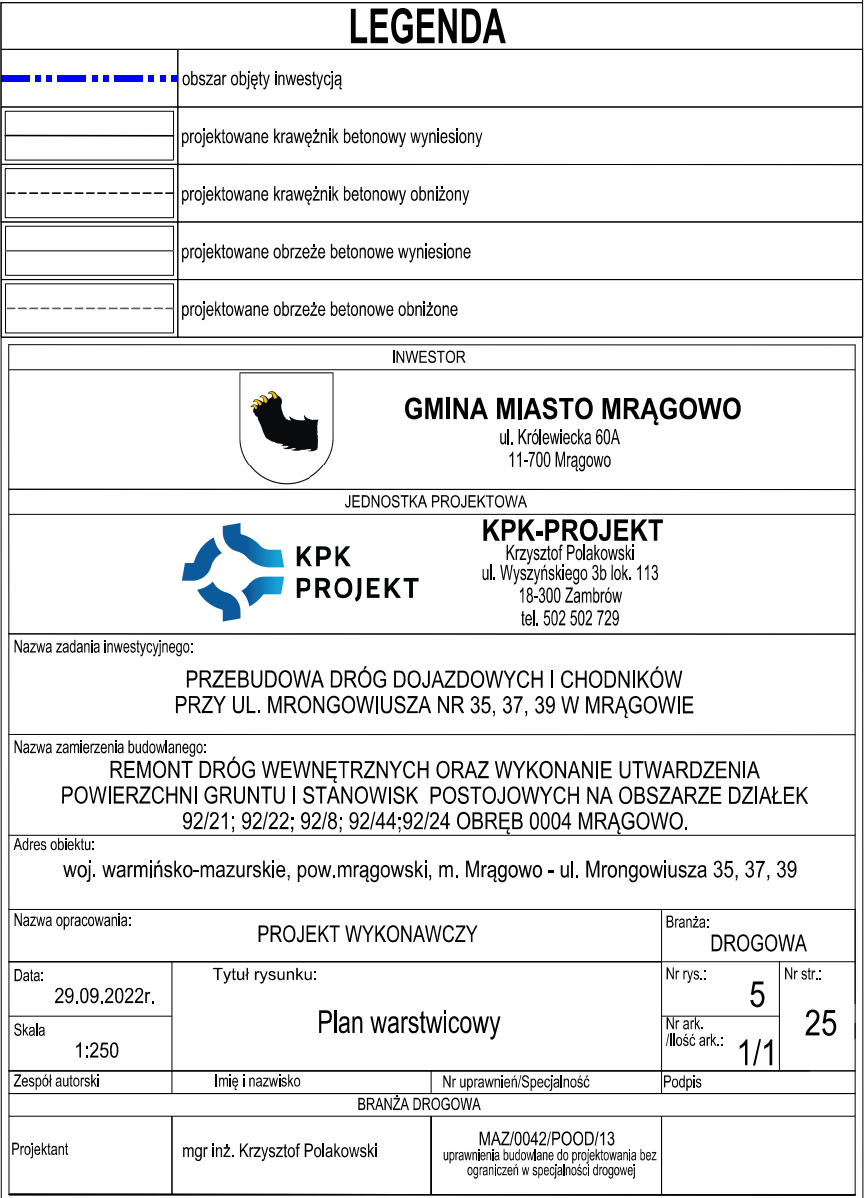 LEGENDA
obszar objęty inwestycją
projektowane krawężnik betonowy wyniesiony
projektowane krawężnik betonowy obniżony
projektowane obrzeże betonowe wyniesione
projektowane obrzeże betonowe obniżone
INWESTOR
GMINA MIASTO MRĄGOWO
ul. Królewiecka 60A
11-700 Mrągowo
JEDNOSTKA PROJEKTOWA
KPK
PROJEKT
KPK-PROJEKT
Krzysztof Polakowski
ul. Wyszyńskiego 3b lok. 113
18-300 Zambrów
tel. 502 502 729
Nazwa zadania inwestycyjnego:
PRZEBUDOWA DRÓG DOJAZDOWYCH I CHODNIKÓW
PRZY UL. MRONGOWIUSZA NR 35, 37, 39 W MRĄGOWIE
Nazwa zamierzenia budowlanego:
REMONT DRÓG WEWNĘTRZNYCH ORAZ WYKONANIE UTWARDZENIA
POWIERZCHNI GRUNTU I STANOWISK POSTOJOWYCH NA OBSZARZE DZIAŁEK
92/21; 92/22; 92/8; 92/44;92/24 OBRĘB 0004 MRĄGOWO.
Adres obiektu:
woj. warmińsko-mazurskie, pow.mrągowski, m. Mrągowo - ul. Mrongowiusza 35, 37, 39
Nazwa opracowania:
PROJEKT WYKONAWCZY
Branża:
DROGOWA
Data:
29.09.2022r.
Tytuł rysunku:
Plan warstwicowy
Nr rys.:
5
Nr str.:
25
Skala
1:250
Nr ark.
/Ilość ark.:
1/1
Zespół autorski Imię i nazwisko Nr uprawnień/Specjalność Podpis
BRANŻA DROGOWA
Projektant
mgr inż. Krzysztof Polakowski
MAZ/0042/POOD/13
uprawnienia budowlane do projektowania bez
ograniczeń w specjalności drogowej